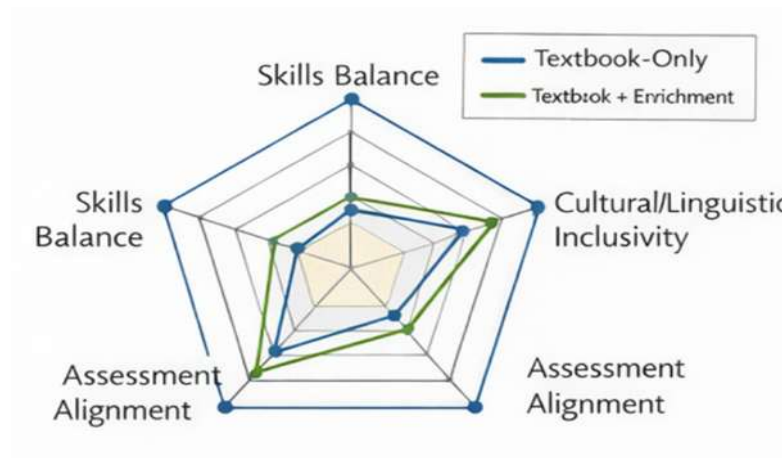 Skills Balance
Textbook-Only
Textbook + Enrichment
Skills
Balance
Cultural/Linguistic
Inclusivity
Assessment
Alignment
Assessment
Alignment